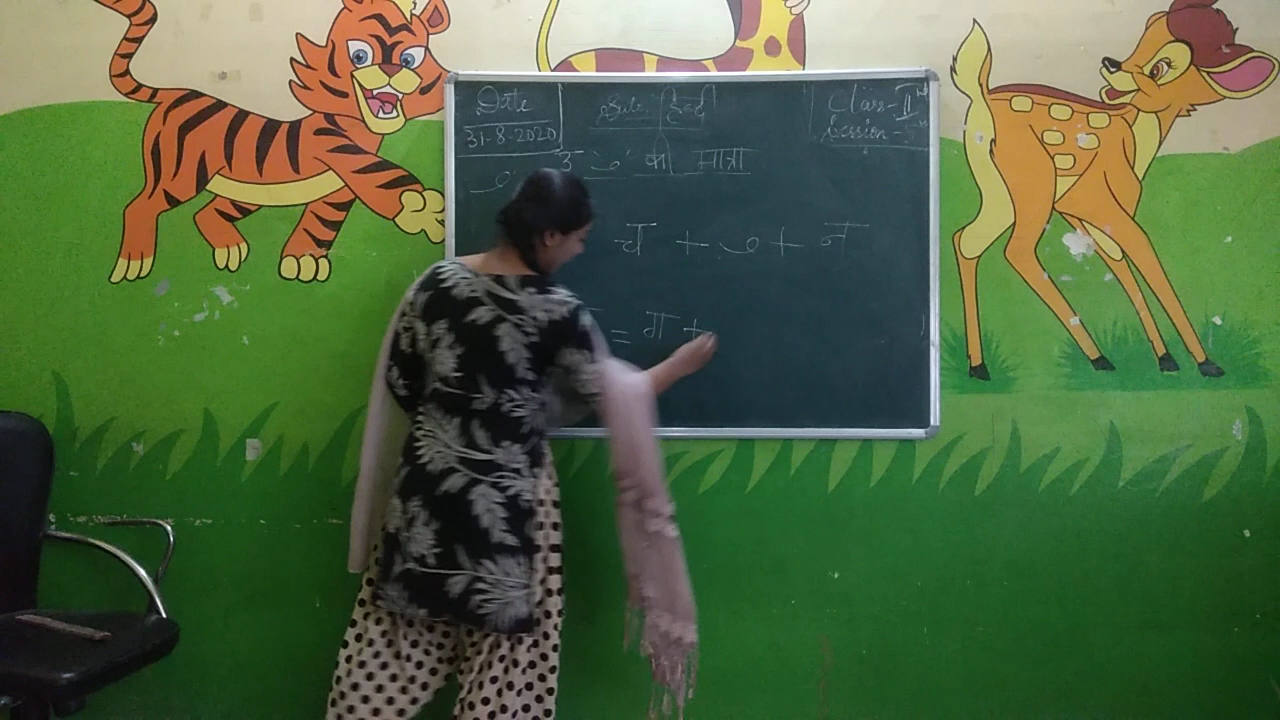 Date
31-8-2020
Sub: हिन्दी
Class-II
Session-
उ ु की मात्रा
ु
च + ु + न
= ग +